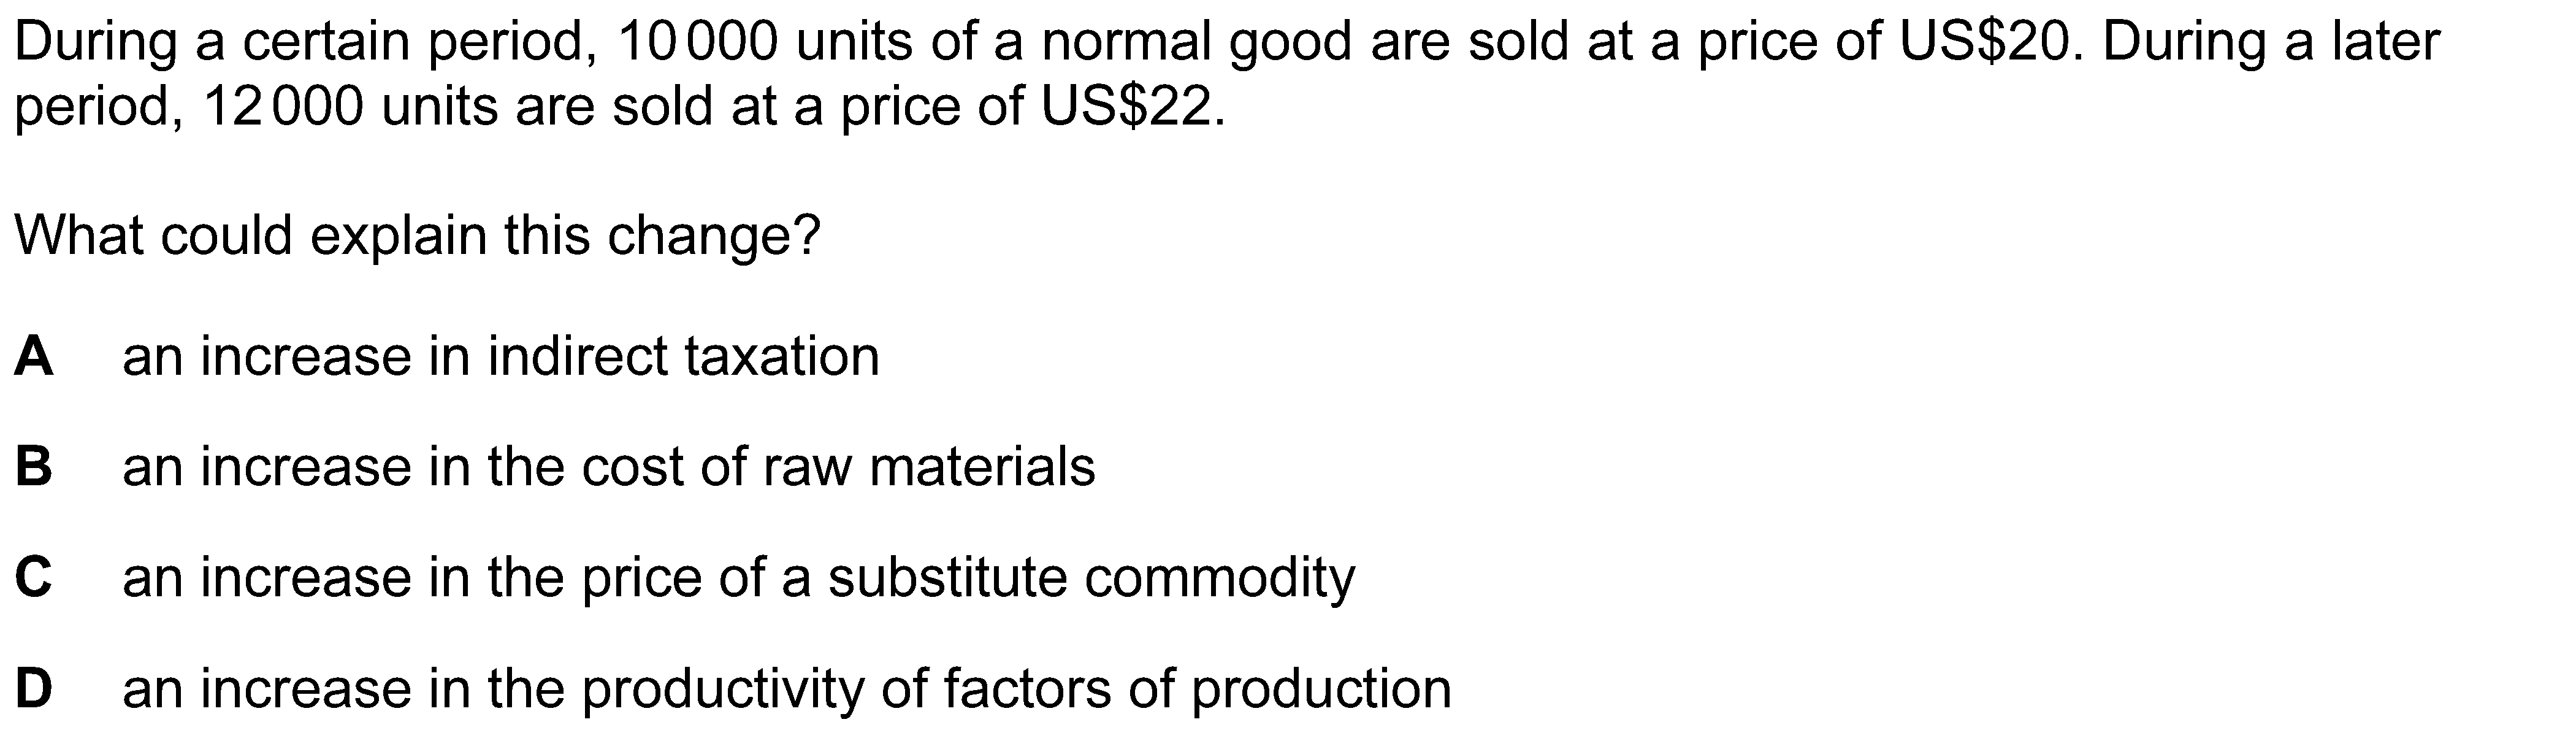 During a certain period, 10 000 units of a normal good are sold at a price of US$20. During a later
period, 12 000 units are sold at a price of US$22.
What could explain this change?
A an increase in indirect taxation
B an increase in the cost of raw materials
C an increase in the price of a substitute commodity
D an increase in the productivity of factors of production